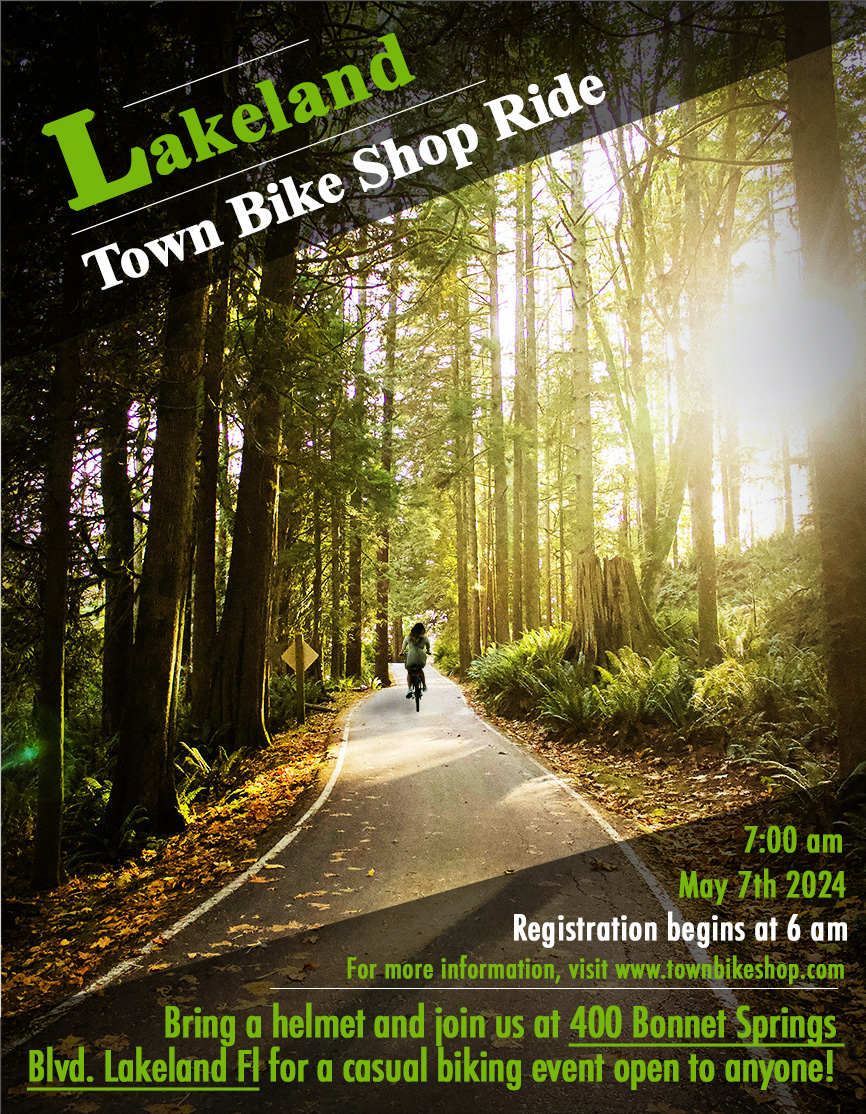 Lakeland
Town Bike Shop Ride
7:00 am
May 7th 2024
Registration begins at 6 am
For more information, visit www.townbikeshop.com
Bring a helmet and join us at 400 Bonnet Springs
Blvd. Lakeland Fl for a casual biking event open to anyone!